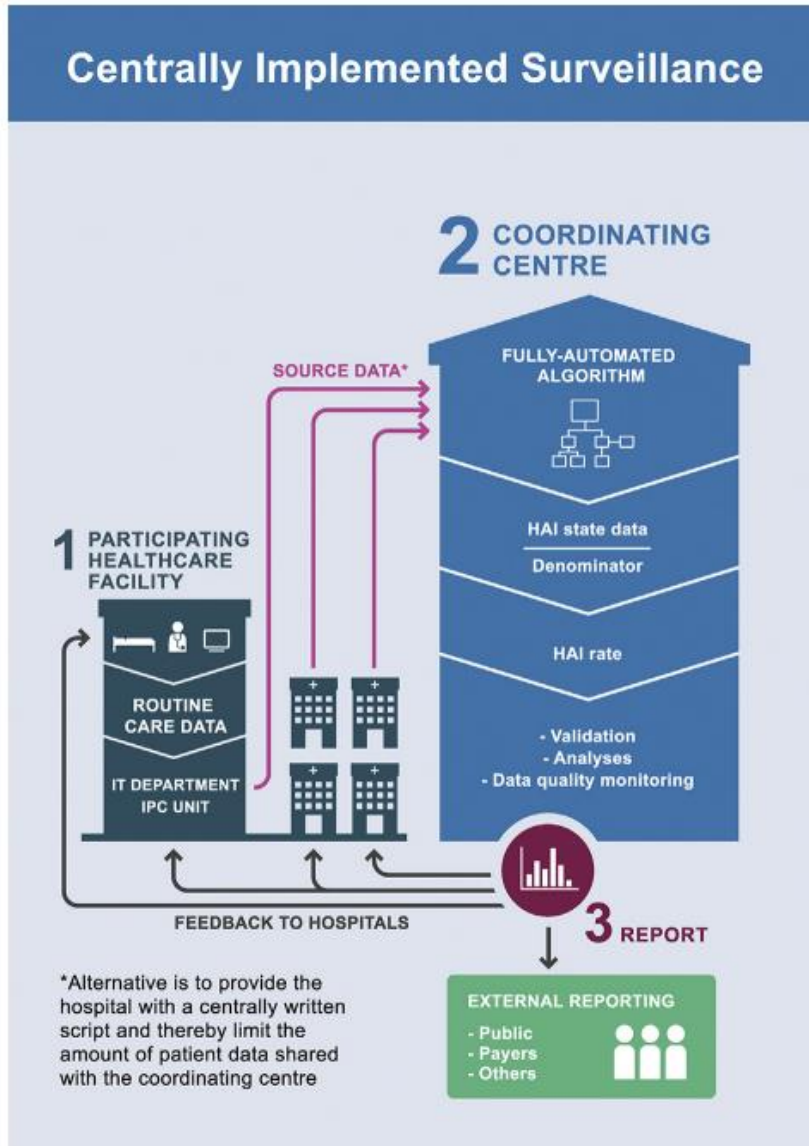 Centrally Implemented Surveillance
2 COORDINATING
CENTRE
FULLY-AUTOMATED
ALGORITHM
SOURCE DATA*
HAI state data
Denominator
1 PARTICIPATING
HEALTHCARE
FACILITY
HAI rate
ROUTINE
CARE DATA
IT DEPARTMENT
IPC UNIT
- Validation
- Analyses
- Data quality monitoring
FEEDBACK TO HOSPITALS
3 REPORT
*Alternative is to provide the
hospital with a centrally written
script and thereby limit the
amount of patient data shared
with the coordinating centre
EXTERNAL REPORTING
- Public
- Payers
- Others